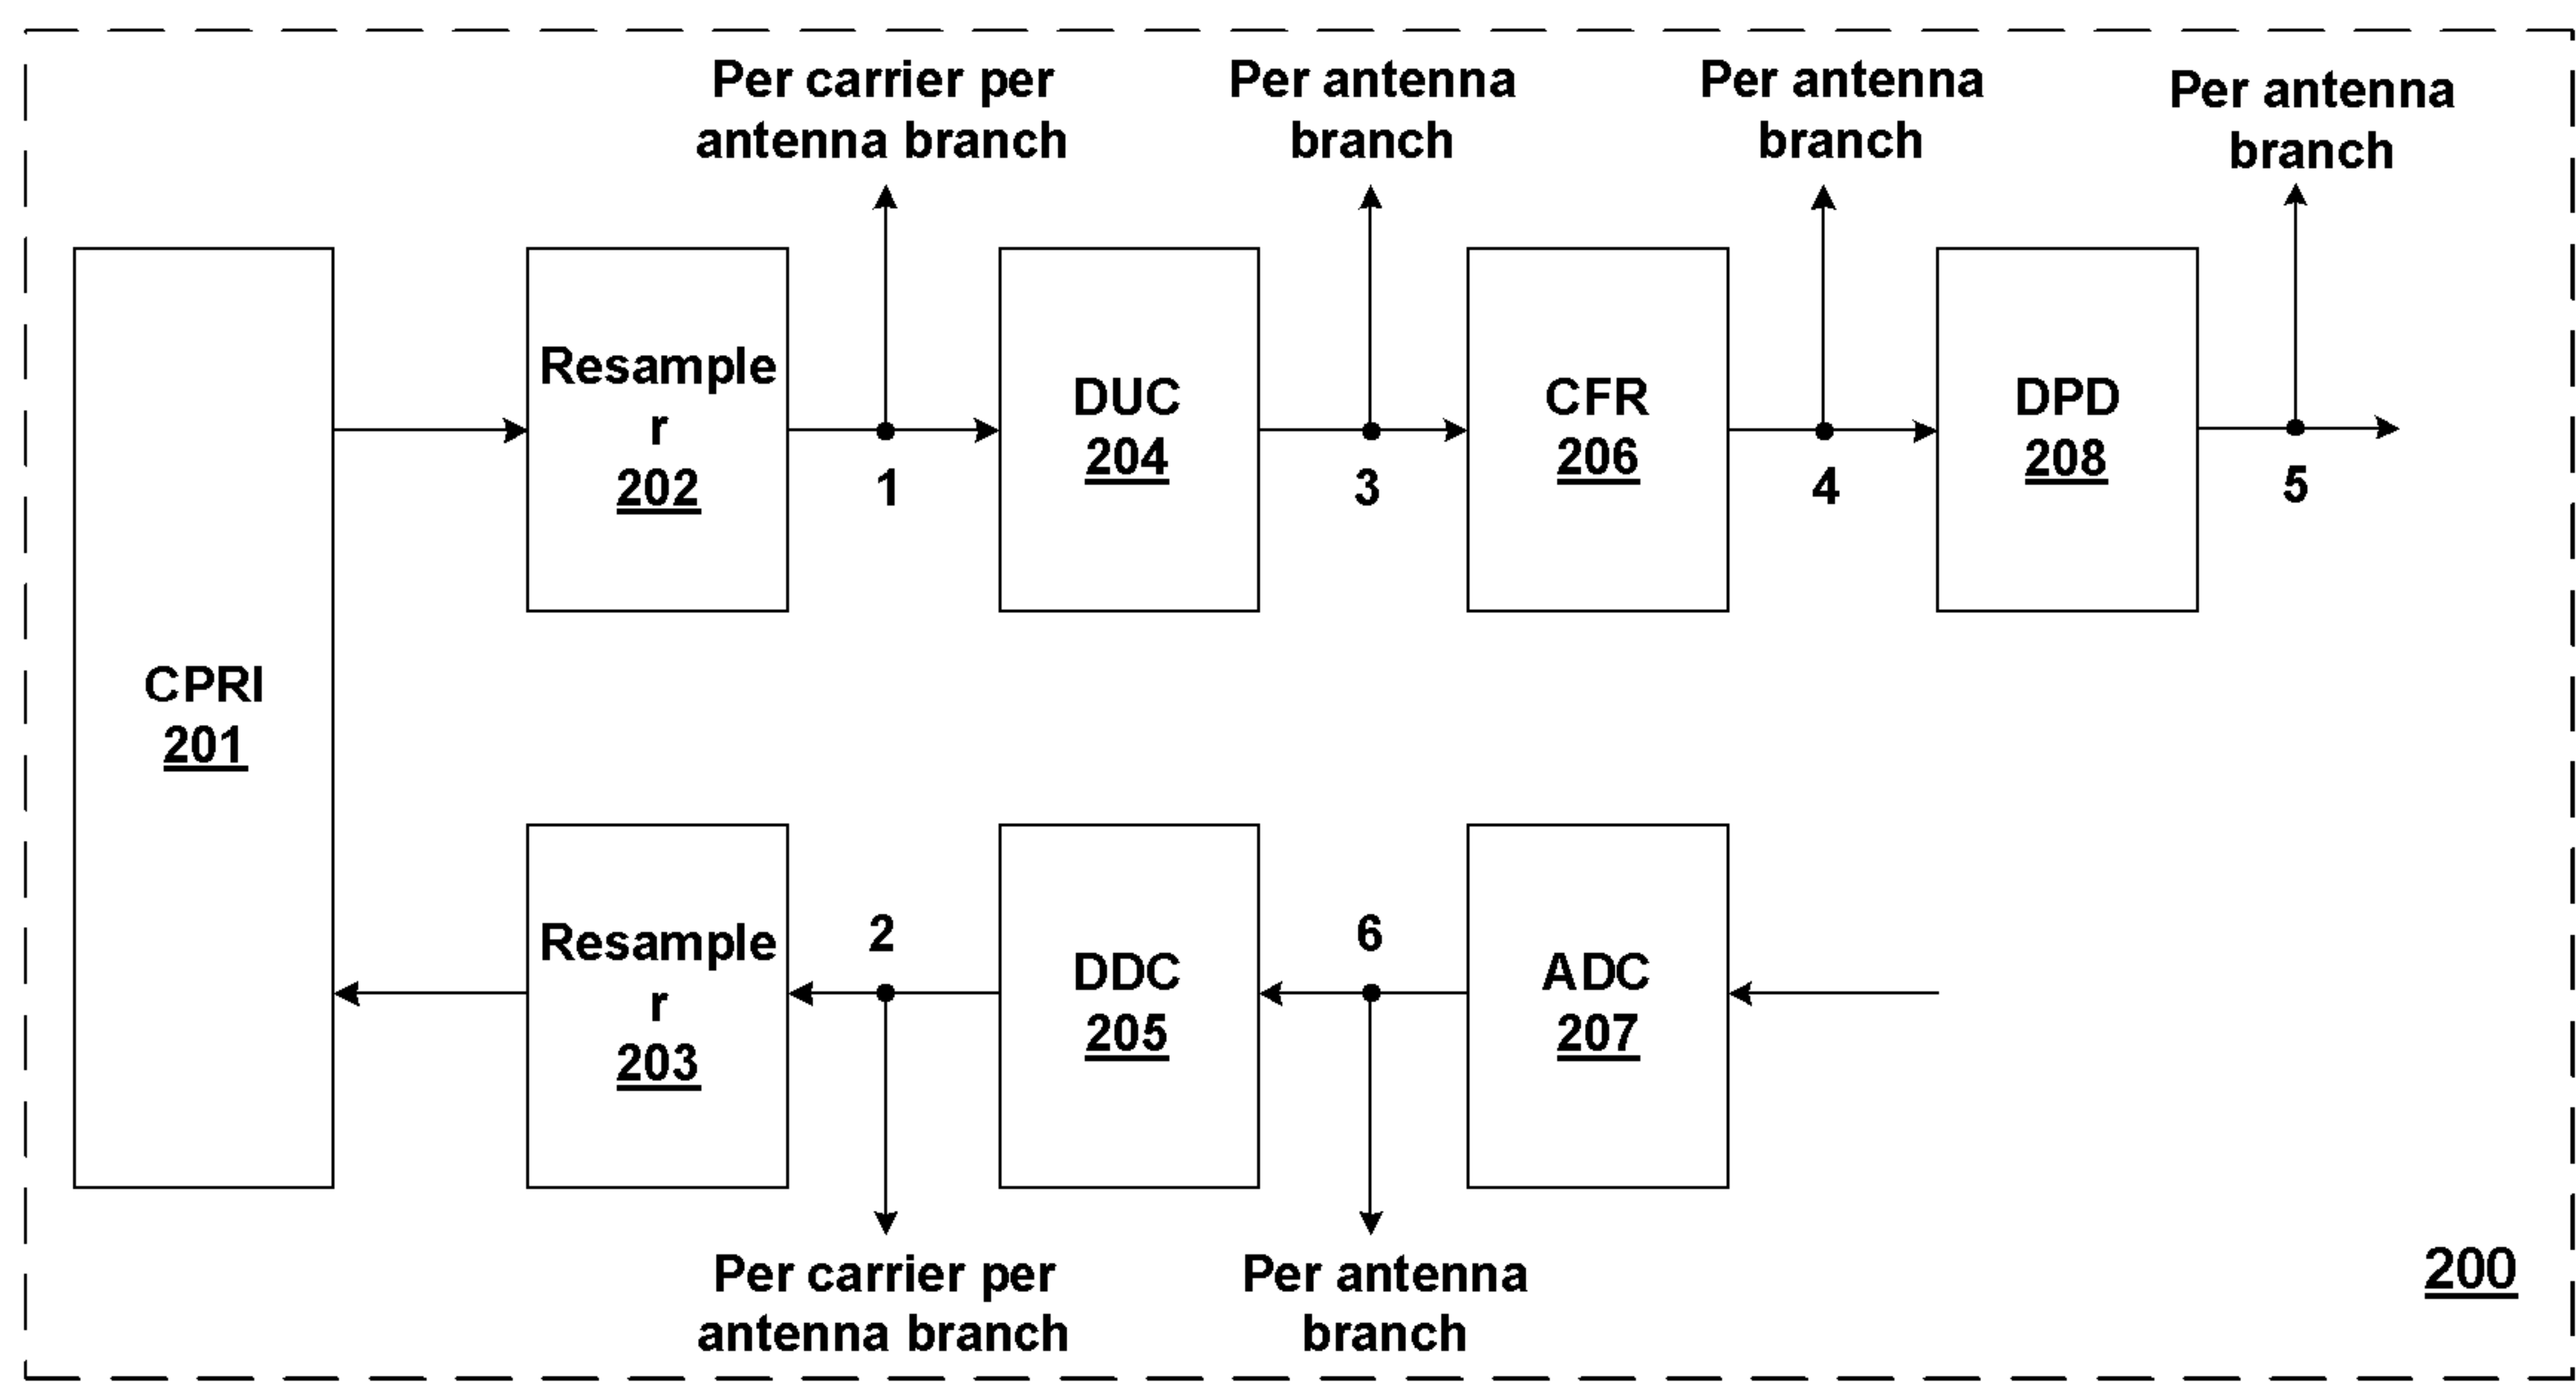 Per carrier per
antenna branch
Per antenna
branch
Per antenna
branch
Per antenna
branch
CPRI
201
Resample
r
202
1
DUC
204
3
CFR
206
4
DPD
208
5
Resample
r
203
2
DDC
205
6
ADC
207
Per carrier per
antenna branch
Per antenna
branch
200